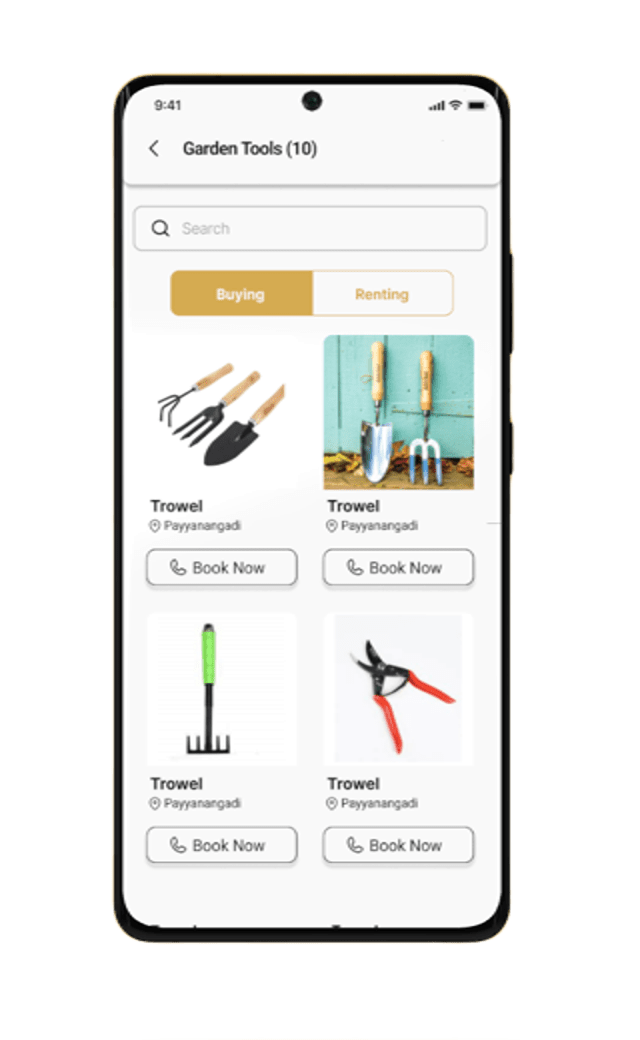 9:41
Garden Tools (10)
Search
Buying Renting
Trowel Trowel
Payyanangadi Payyanangadi
Book Now Book Now
Trowel Trowel
Payyanangadi Payyanangadi
Book Now Book Now